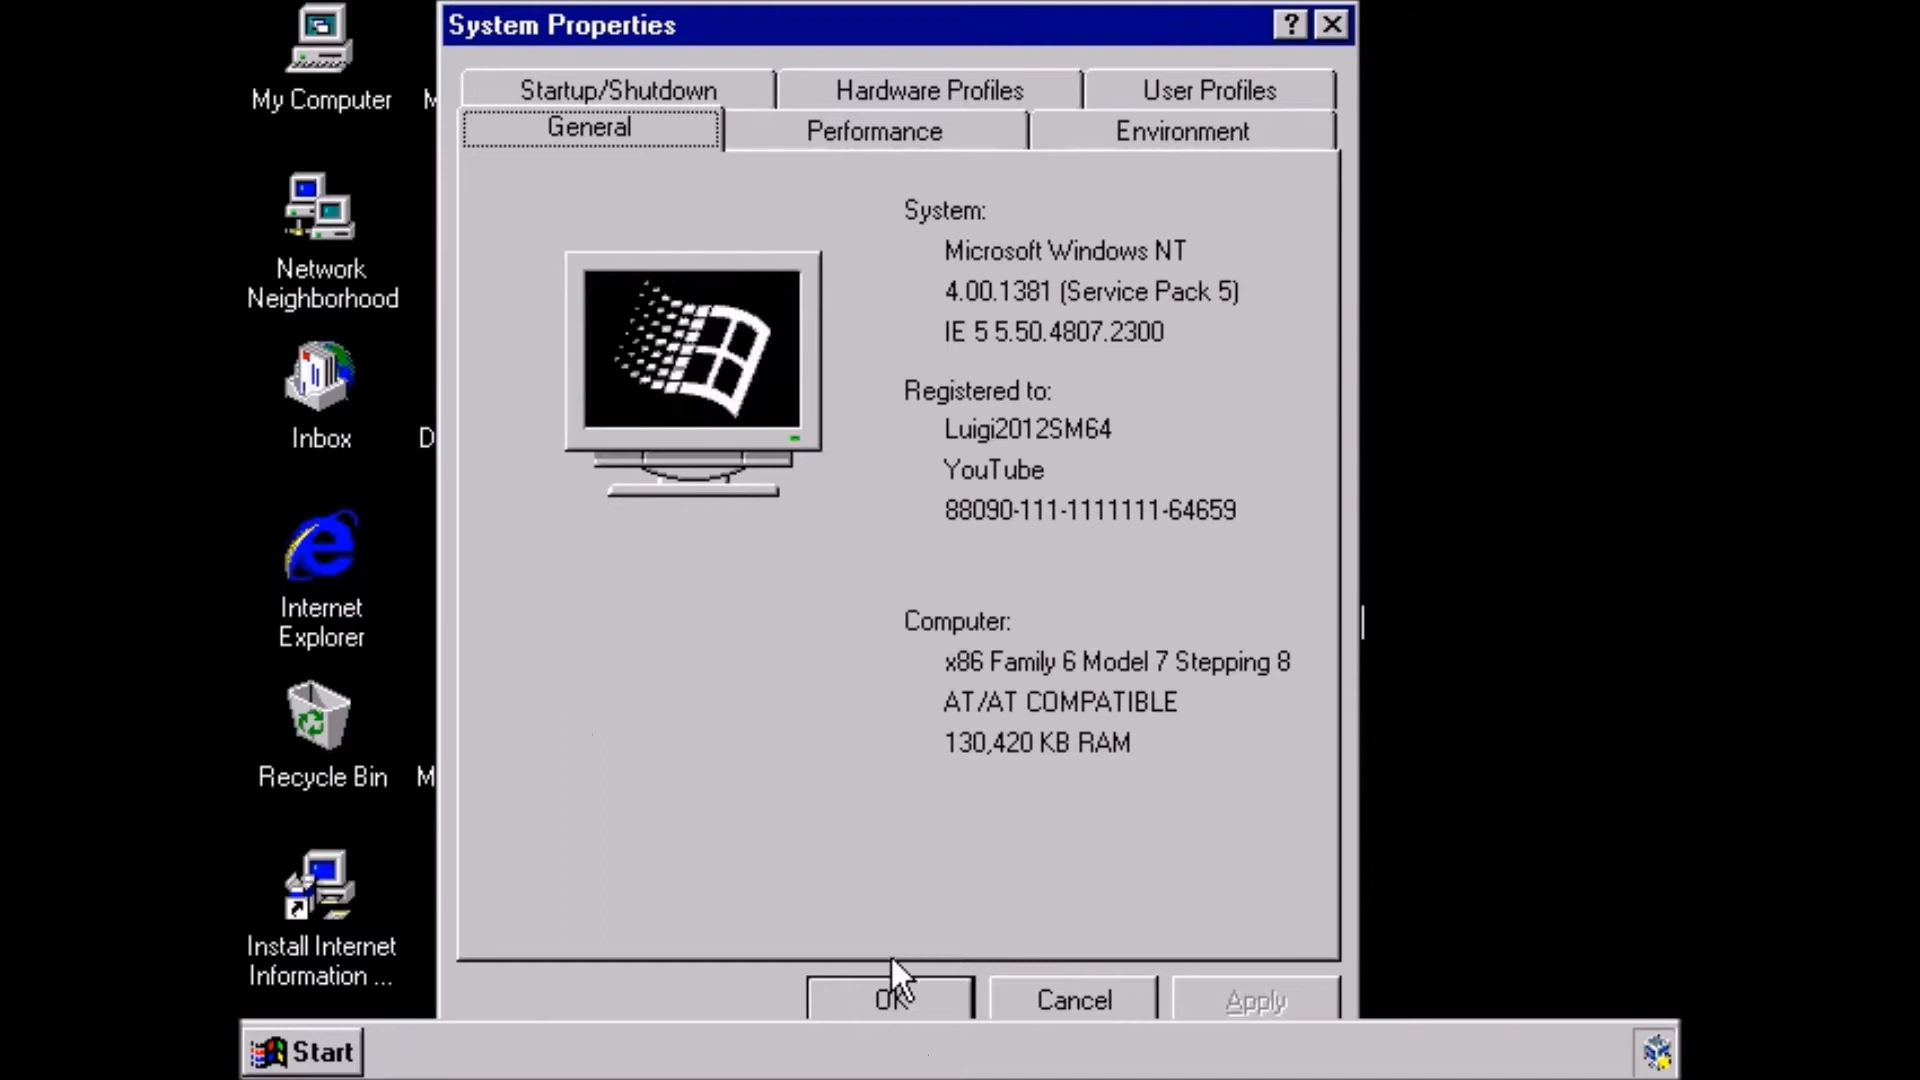 My Computer
M
Network
Neighborhood
Inbox
D
Internet
Explorer
Recycle Bin
M
Install Internet
Information ...
System Properties
?
Startup/Shutdown
Hardware Profiles
User Profiles
General
Performance
Environment
System:
Microsoft Windows NT
4.00.1381 (Service Pack 5)
IE 5 5.50.4807.2300
Registered to:
Luigi2012SM64
YouTube
88090-111-1111111-64659
Computer:
x86 Family 6 Model 7 Stepping 8
AT/AT COMPATIBLE
130,420 KB RAM
OK
Cancel
Apply
Start